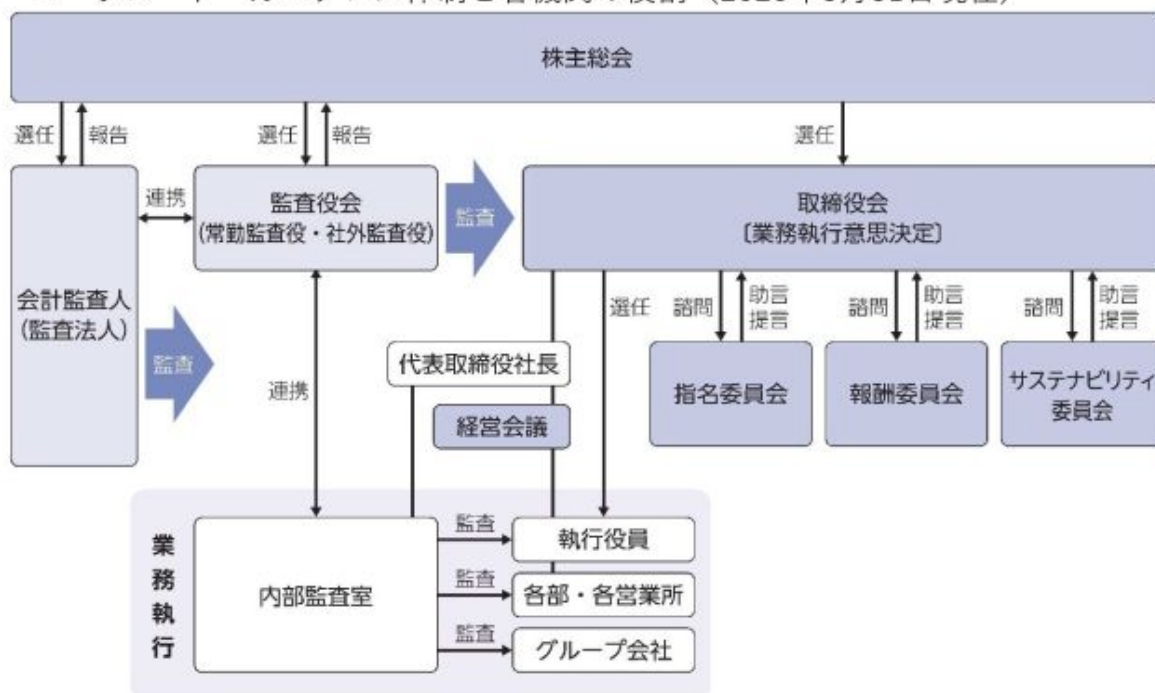 株主総会
選任
報告
選任
報告
選任
連携
監査役会
(常勤監査役・社外監査役)
監査
取締役会
〔業務執行意思決定〕
会計監査人
(監査法人)
監査
選任
諮問
助言
提言
諮問
助言
提言
諮問
助言
提言
連携
代表取締役社長
経営会議
指名委員会
報酬委員会
サステナビリティ
委員会
業務執行
内部監査室
監査
執行役員
監査
各部・各営業所
監査
グループ会社